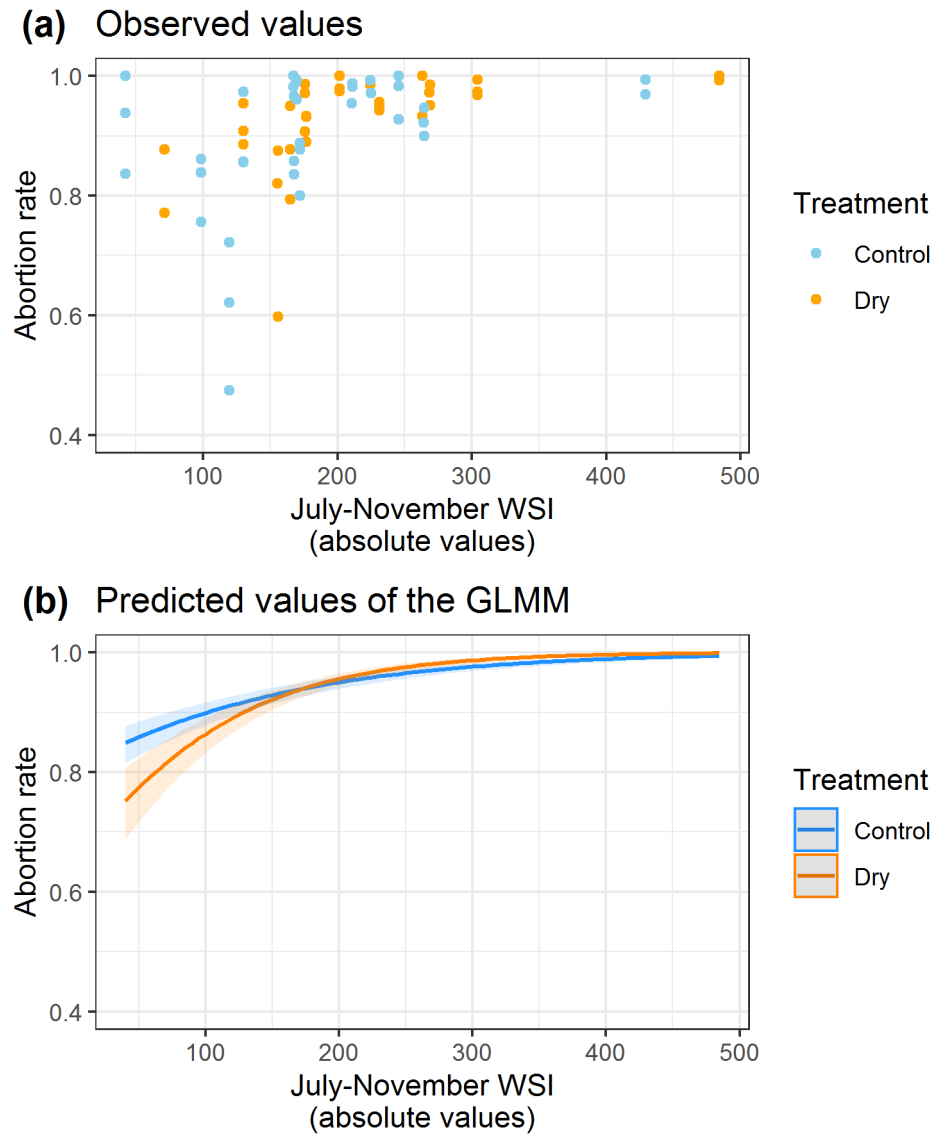 (a) Observed values
1.0
0.8
0.6
0.4
Abortion rate
100 200 300 400 500
July-November WSI
(absolute values)
Treatment
Control
Dry
(b) Predicted values of the GLMM
1.0
0.8
0.6
0.4
Abortion rate
100 200 300 400 500
July-November WSI
(absolute values)
Treatment
Control
Dry